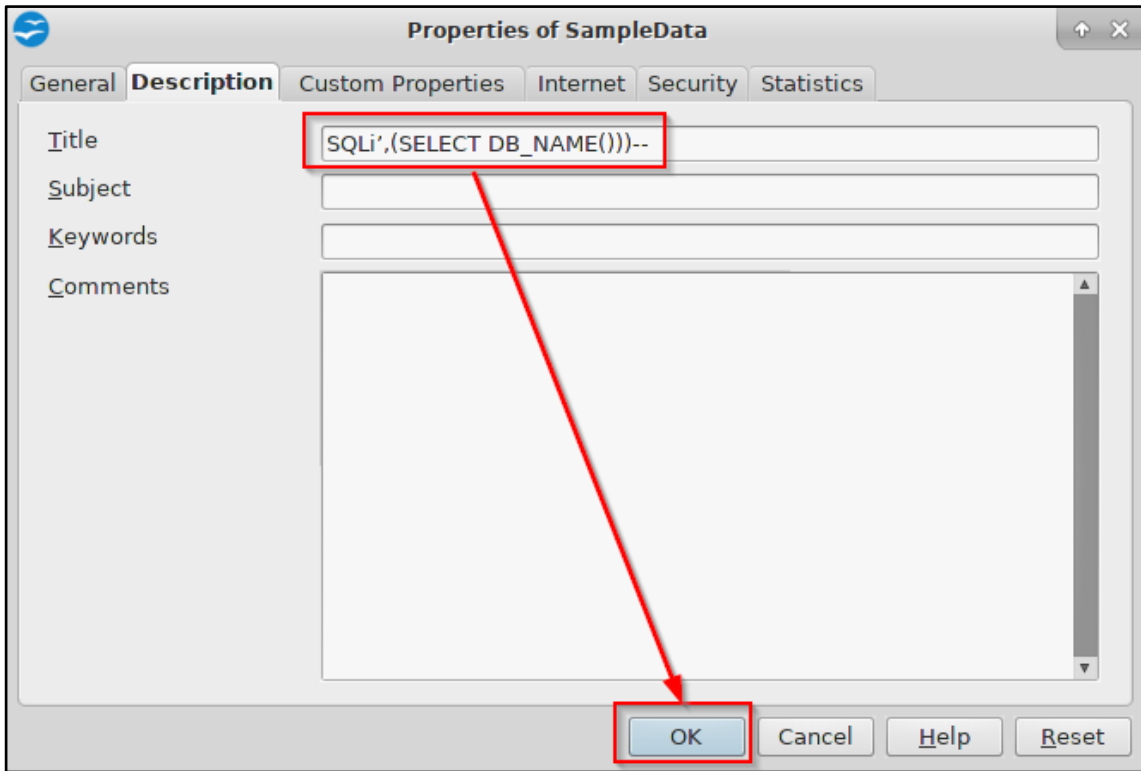 Properties of SampleData
General Description Custom Properties Internet Security Statistics
Title SQLi’,(SELECT DB_NAME()))--
Subject
Keywords
Comments
OK Cancel Help Reset